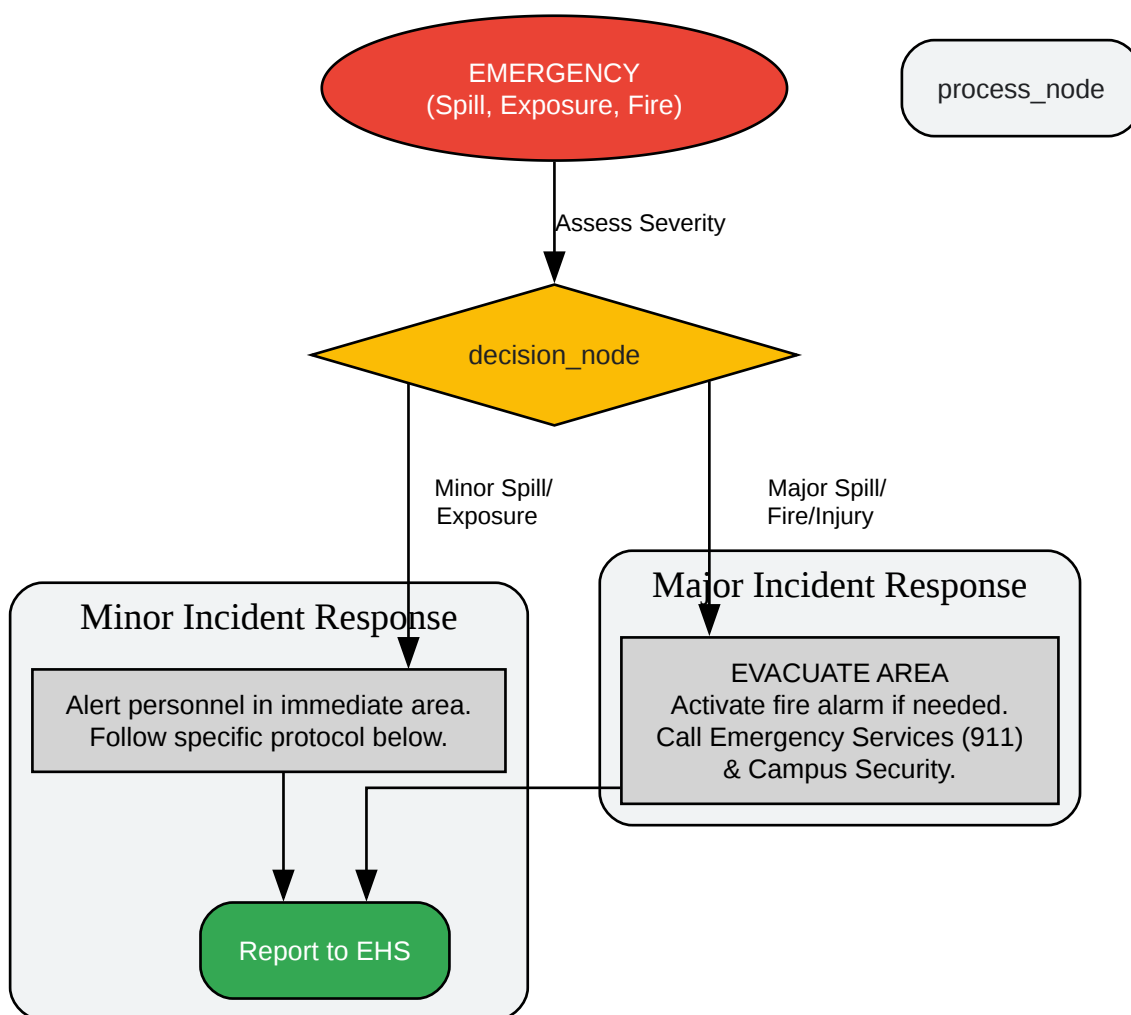 EMERGENCY
(Spill, Exposure, Fire)
process_node
Assess Severity
decision_node
Minor Spill/
Exposure
Major Spill/
Fire/Injury
Minor Incident Response
Alert personnel in immediate area.
Follow specific protocol below.
Major Incident Response
EVACUATE AREA
Activate fire alarm if needed.
Call Emergency Services (911)
& Campus Security.
Report to EHS